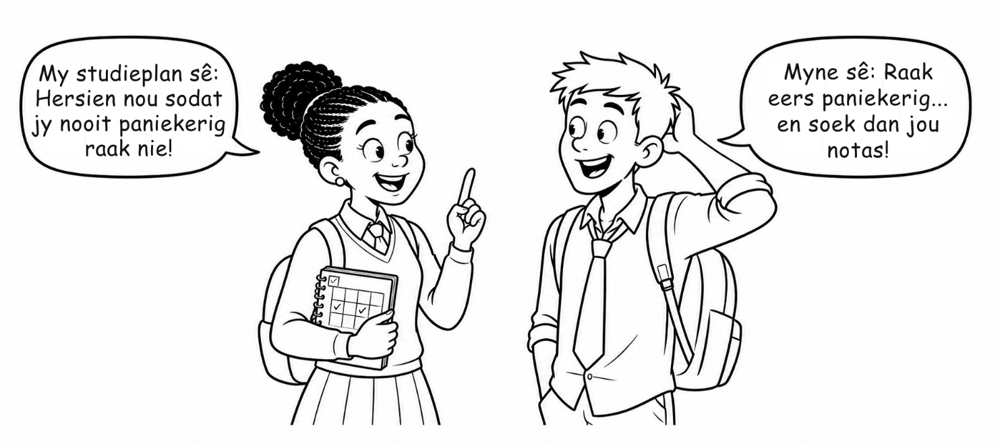 My studieplan sê:
Hersien nou sodat
jy nooit paniekerig
raak nie!
Myne sê: Raak
eers paniekerig...
en soek dan jou
notas!